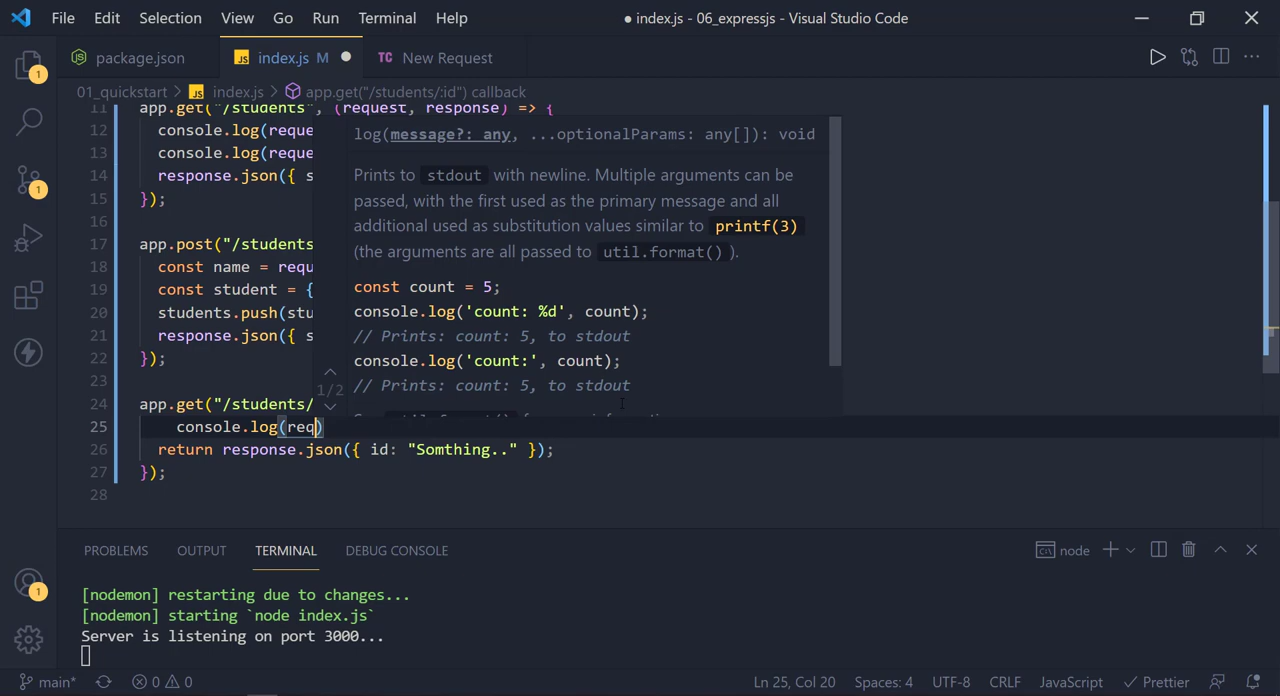 File Edit Selection View Go Run Terminal Help ● index.js - 06_expressjs - Visual Studio Code
package.json JS index.js M ● TC New Request
01_quickstart > JS index.js > app.get("/students/:id") callback
11 app.get("/students", (request, response) => {
12 console.log(reque
13 console.log(reque
14 response.json({ s
15 });
16
17 app.post("/students
18 const name = requ
19 const student = {
20 students.push(stu
21 response.json({ s
22 });
23
24 app.get("/students/
25 console.log(req)
26 return response.json({ id: "Somthing.." });
27 });
28
log(message?: any, ...optionalParams: any[]): void
Prints to stdout with newline. Multiple arguments can be
passed, with the first used as the primary message and all
additional used as substitution values similar to printf(3)
(the arguments are all passed to util.format() ).
const count = 5;
console.log('count: %d', count);
// Prints: count: 5, to stdout
console.log('count:', count);
// Prints: count: 5, to stdout
1/2
1
1
1
PROBLEMS OUTPUT TERMINAL DEBUG CONSOLE node
[nodemon] restarting due to changes...
[nodemon] starting `node index.js`
Server is listening on port 3000...
main* 0 0 Ln 25, Col 20 Spaces: 4 UTF-8 CRLF JavaScript Prettier